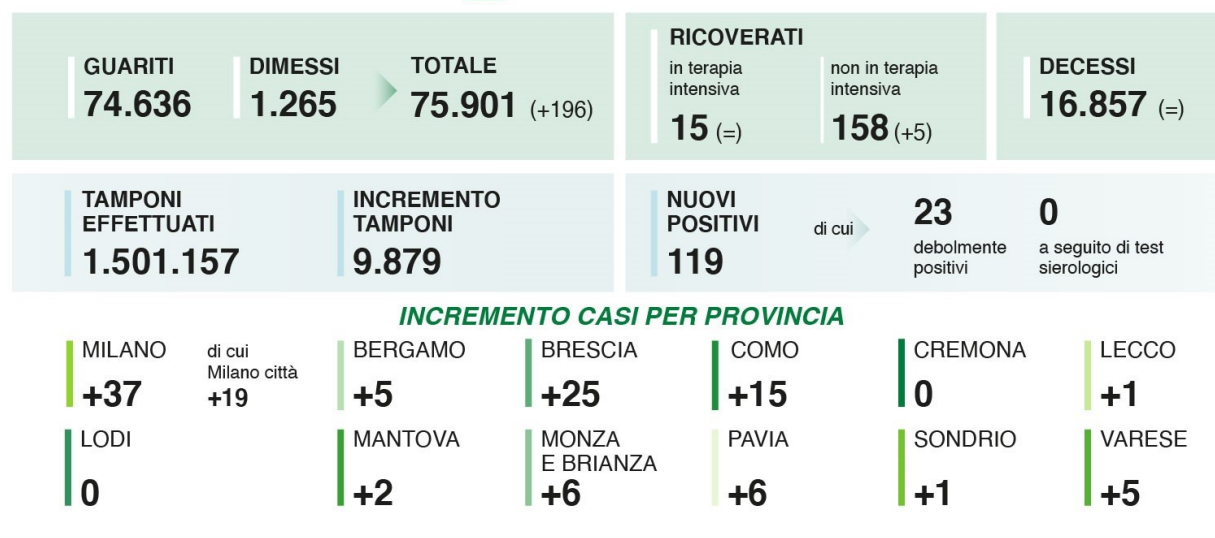 GUARITI
74.636
DIMESSI
1.265
TOTALE
75.901 (+196)
RICOVERATI
in terapia
intensiva
15 (=)
non in terapia
intensiva
158 (+5)
DECESSI
16.857 (=)
TAMPONI
EFFETTUATI
1.501.157
INCREMENTO
TAMPONI
9.879
NUOVI
POSITIVI
119
di cui
23
debolmente
positivi
0
a seguito di test
sierologici
INCREMENTO CASI PER PROVINCIA
MILANO
+37
di cui
Milano città
+19
BERGAMO
+5
BRESCIA
+25
COMO
+15
CREMONA
0
LECCO
+1
LODI
0
MANTOVA
+2
MONZA
E BRIANZA
+6
PAVIA
+6
SONDRIO
+1
VARESE
+5